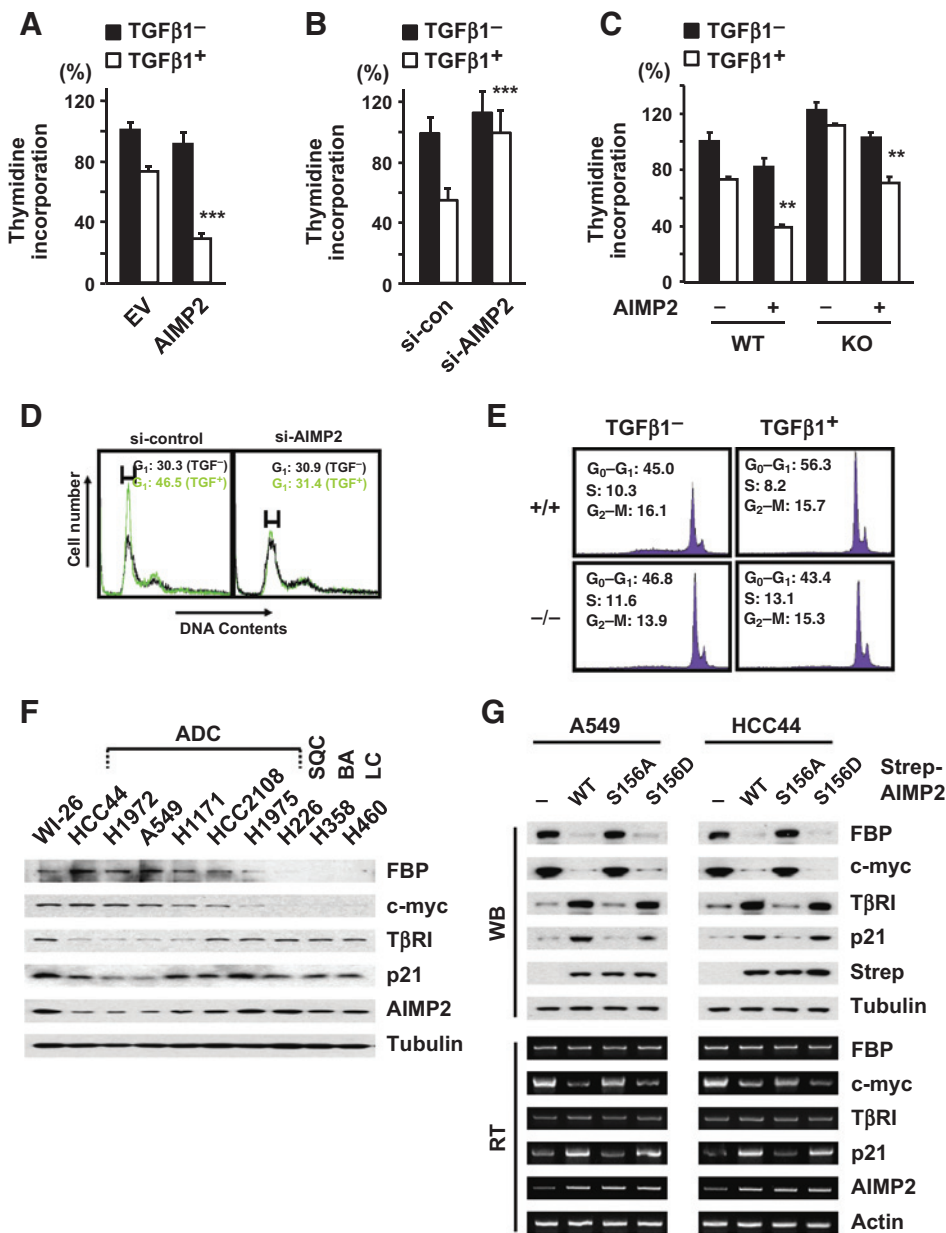 A
TGFβ1–
TGFβ1+
(%)
Thymidine incorporation
120
80
40
0
EV
AIMP2
***
B
TGFβ1–
TGFβ1+
(%)
Thymidine incorporation
120
80
40
0
si-con
si-AIMP2
***
C
TGFβ1–
TGFβ1+
(%)
Thymidine incorporation
120
80
40
0
**
**
AIMP2 – + – +
WT KO
D
si-control si-AIMP2
G1: 30.3 (TGF–)
G1: 46.5 (TGF+)
G1: 30.9 (TGF–)
G1: 31.4 (TGF+)
Cell number
DNA Contents
E
TGFβ1– TGFβ1+
+/+
G0–G1: 45.0
S: 10.3
G2–M: 16.1
G0–G1: 56.3
S: 8.2
G2–M: 15.7
–/–
G0–G1: 46.8
S: 11.6
G2–M: 13.9
G0–G1: 43.4
S: 13.1
G2–M: 15.3
F
ADC SQC BA LC
WI-26 HCC44 H1972 A549 H1171 HCC2108 H1975 H226 H358 H460
FBP
c-myc
TβRI
p21
AIMP2
Tubulin
G
A549 HCC44
– WT S156A S156D – WT S156A S156D Strep-AIMP2
WB
FBP
c-myc
TβRI
p21
Strep
Tubulin
RT
FBP
c-myc
TβRI
p21
AIMP2
Actin